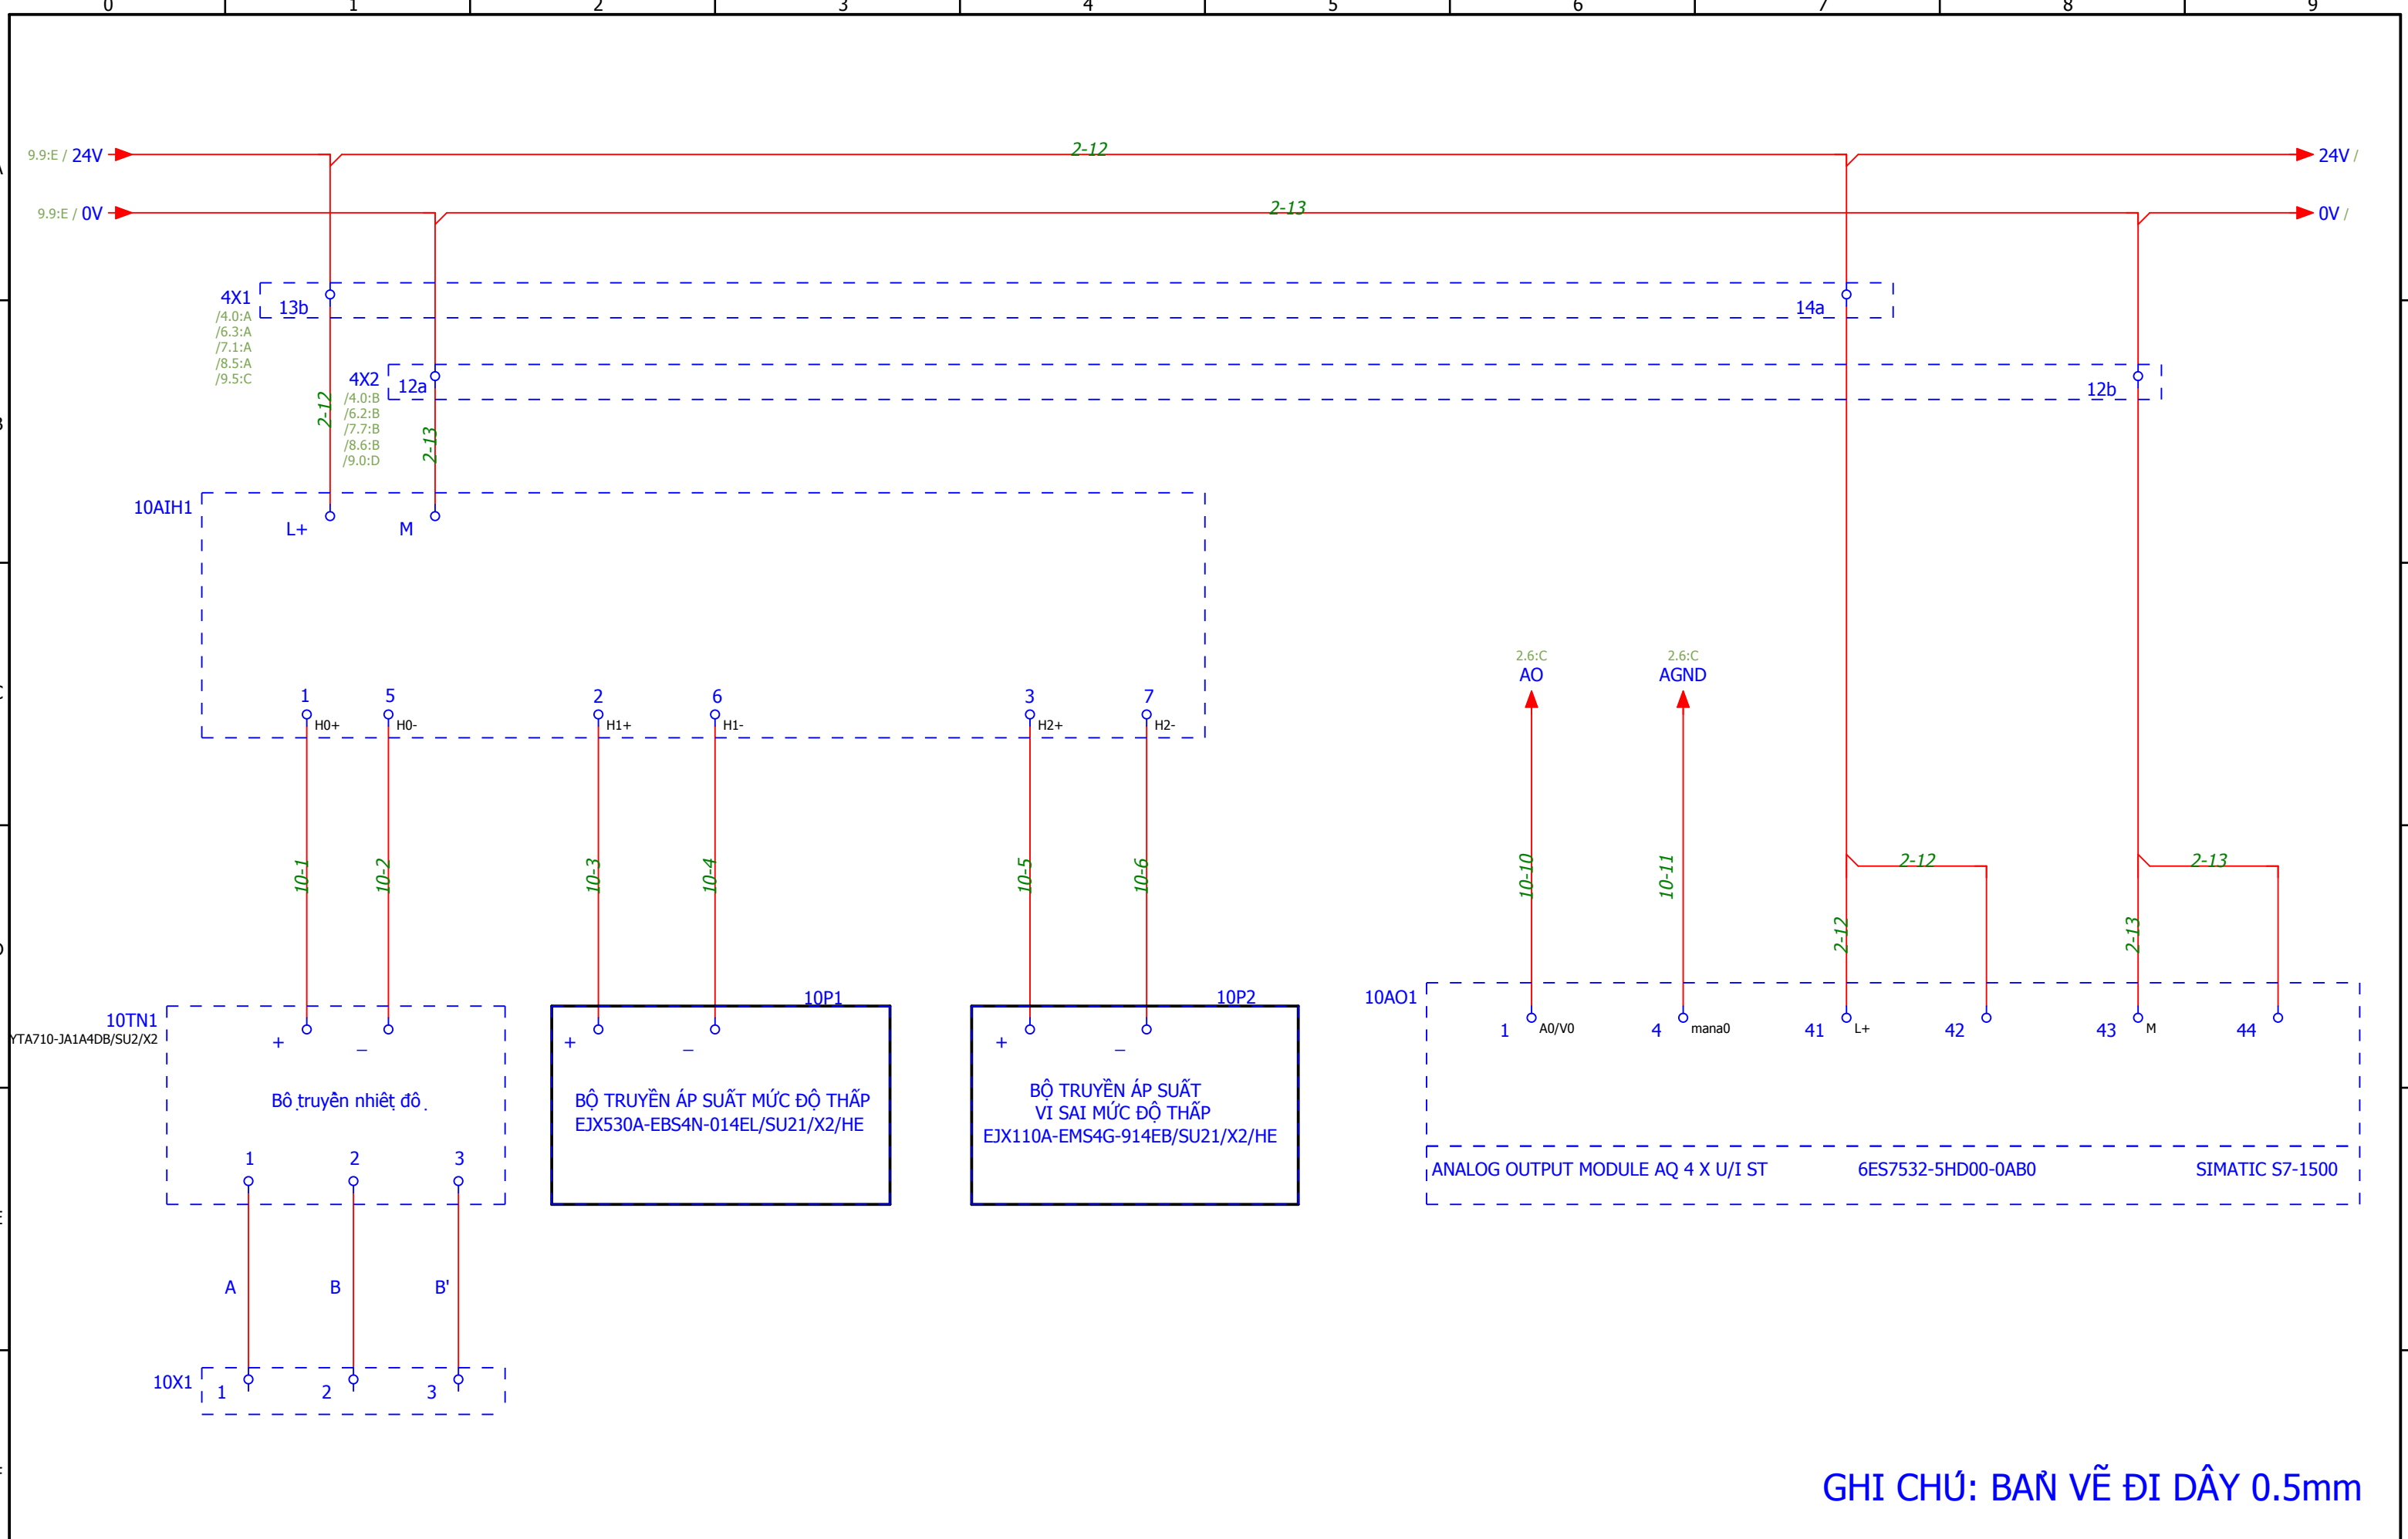 0 1 2 3 4 5 6 7 8 9
9.9:E / 24V
2-12
24V /
9.9:E / 0V
2-13
0V /
4X1
13b
14a
/4.0:A
/6.3:A
/7.1:A
/8.5:A
/9.5:C
4X2
12a
12b
/4.0:B
/6.2:B
/7.7:B
/8.6:B
/9.0:D
2-12
2-13
10AIH1
L+
M
2.6:C
2.6:C
AO
AGND
1
5
2
6
3
7
H0+
H0-
H1+
H1-
H2+
H2-
10-1
10-2
10-3
10-4
10-5
10-6
10-10
10-11
2-12
2-13
2-12
2-13
10TN1
YTA710-JA1A4DB/SU2/X2
+
_
Bộ truyền nhiệt độ
1
2
3
10P1
+
_
BỘ TRUYỀN ÁP SUẤT MỨC ĐỘ THẤP
EJX530A-EBS4N-014EL/SU21/X2/HE
10P2
+
_
BỘ TRUYỀN ÁP SUẤT
VI SAI MỨC ĐỘ THẤP
EJX110A-EMS4G-914EB/SU21/X2/HE
10AO1
1
A0/V0
4
mana0
41
L+
42
43
M
44
ANALOG OUTPUT MODULE AQ 4 X U/I ST
6ES7532-5HD00-0AB0
SIMATIC S7-1500
A
B
B'
10X1
1
2
3
GHI CHÚ: BẢN VẼ ĐI DÂY 0.5mm